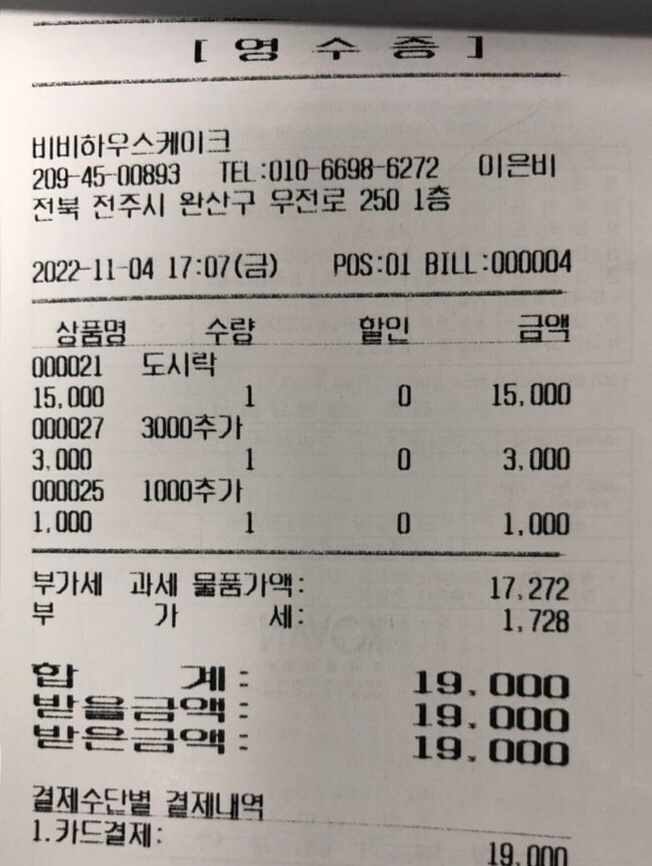 [ 영 수 증 ]
비비하우스케이크
209-45-00893 TEL:010-6698-6272 이은비
전북 전주시 완산구 우전로 250 1층
2022-11-04 17:07(금) POS:01 BILL:000004
상품명 수량 할인 금액
000021 도시락
15,000 1 0 15,000
000027 3000추가
3,000 1 0 3,000
000025 1000추가
1,000 1 0 1,000
부가세 과세 물품가액: 17,272
부 가 세: 1,728
합 계: 19,000
받을금액: 19,000
받은금액: 19,000
결제수단별 결제내역
1.카드결제: 19,000